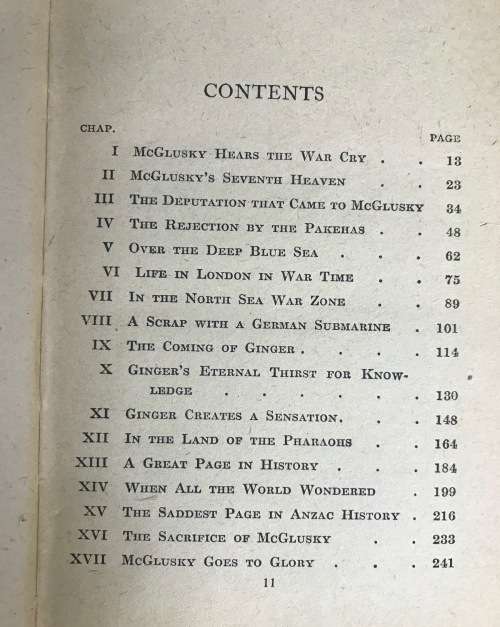 CONTENTS
CHAP.
PAGE
I McGlusky Hears the War Cry . . 13
II McGlusky's Seventh Heaven . . 23
III The Deputation that Came to McGlusky 34
IV The Rejection by the Pakehas . . 48
V Over the Deep Blue Sea . . . 62
VI Life in London in War Time . . 75
VII In the North Sea War Zone . . 89
VIII A Scrap with a German Submarine . 101
IX The Coming of Ginger . . . . 114
X Ginger's Eternal Thirst for Know-
ledge . . . . . . 130
XI Ginger Creates a Sensation. . . 148
XII In the Land of the Pharaohs . . 164
XIII A Great Page in History . . . 184
XIV When All the World Wondered . 199
XV The Saddest Page in Anzac History . 216
XVI The Sacrifice of McGlusky . . 233
XVII McGlusky Goes to Glory . . . 241
11